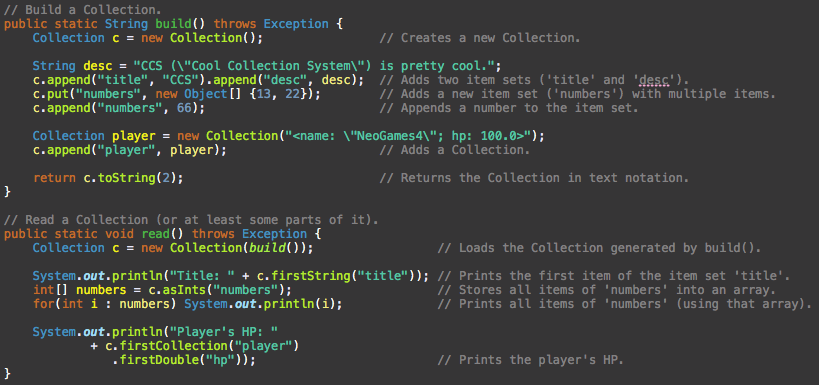 // Build a Collection.
public static String build() throws Exception {
    Collection c = new Collection();                // Creates a new Collection.

    String desc = "CCS (\"Cool Collection System\") is pretty cool.";
    c.append("title", "CCS").append("desc", desc);  // Adds two item sets ('title' and 'desc').
    c.put("numbers", new Object[] {13, 22});        // Adds a new item set ('numbers') with multiple items.
    c.append("numbers", 66);                        // Appends a number to the item set.

    Collection player = new Collection("<name: \"NeoGames4\"; hp: 100.0>");
    c.append("player", player);                     // Adds a Collection.

    return c.toString(2);                           // Returns the Collection in text notation.
}

// Read a Collection (or at least some parts of it).
public static void read() throws Exception {
    Collection c = new Collection(build());                 // Loads the Collection generated by build().

    System.out.println("Title: " + c.firstString("title")); // Prints the first item of the item set 'title'.
    int[] numbers = c.asInts("numbers");                    // Stores all items of 'numbers' into an array.
    for(int i : numbers) System.out.println(i);             // Prints all items of 'numbers' (using that array).

    System.out.println("Player's HP: "
            + c.firstCollection("player")
               .firstDouble("hp"));                         // Prints the player's HP.
}